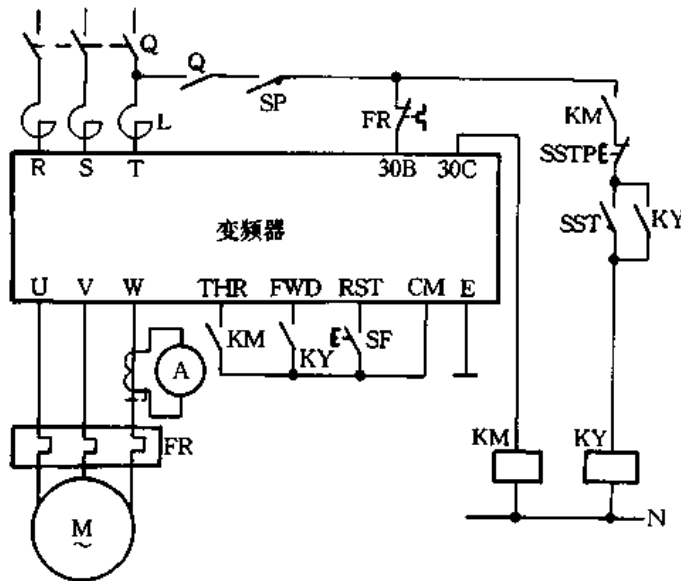 Q
Q
SP
L
FR
KM
SSTP
SST
KY
R S T 30B 30C
变频器
U V W THR FWD RST CM E
KM
KY
SF
A
FR
KM
KY
M
~
N